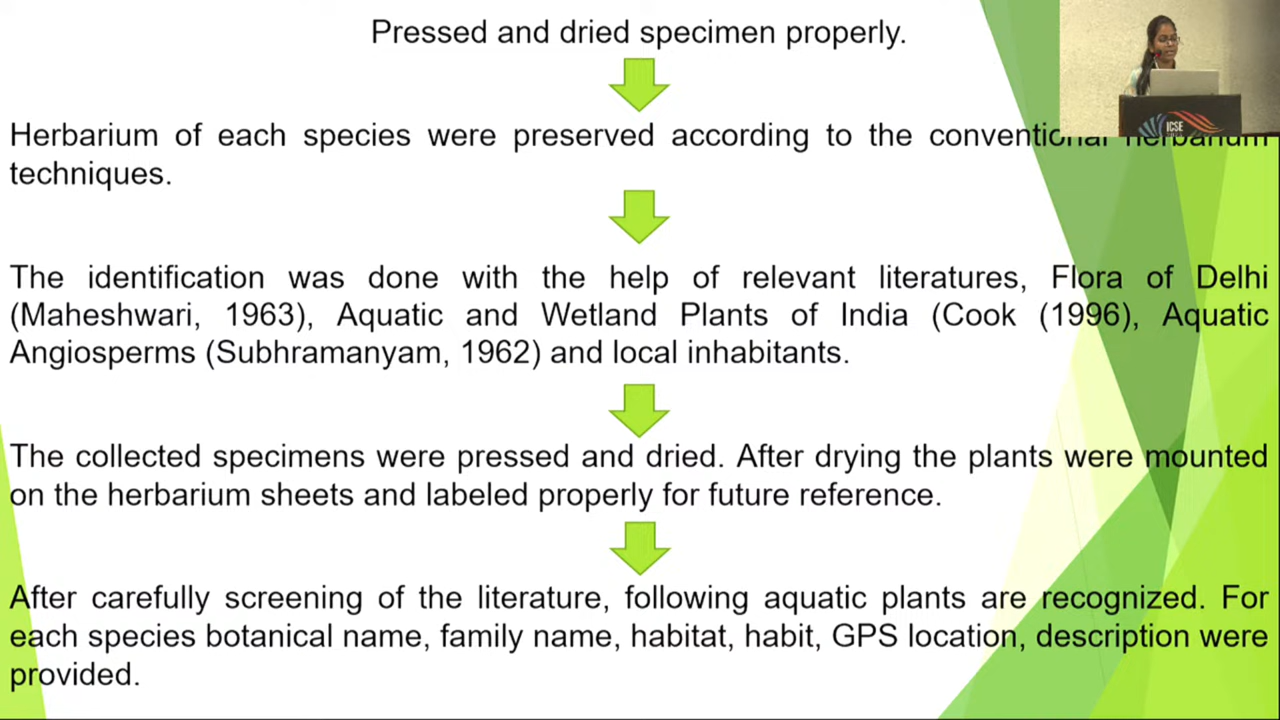 Pressed and dried specimen properly.
Herbarium of each species were preserved according to the conventional herbarium
techniques.
The identification was done with the help of relevant literatures, Flora of Delhi
(Maheshwari, 1963), Aquatic and Wetland Plants of India (Cook (1996), Aquatic
Angiosperms (Subhramanyam, 1962) and local inhabitants.
The collected specimens were pressed and dried. After drying the plants were mounted
on the herbarium sheets and labeled properly for future reference.
After carefully screening of the literature, following aquatic plants are recognized. For
each species botanical name, family name, habitat, habit, GPS location, description were
provided.
ICSE